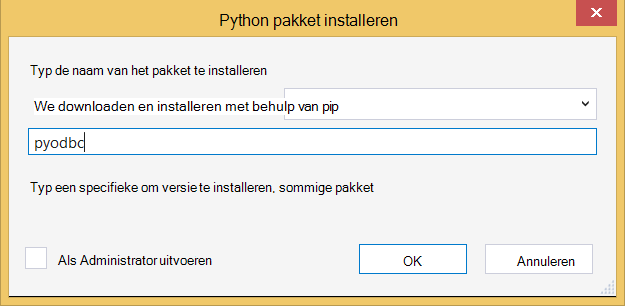 Python pakket installeren
Typ de naam van het pakket te installeren
We downloaden en installeren met behulp van pip
pyodbc
Typ een specifieke om versie te installeren, sommige pakket
Als Administrator uitvoeren
OK
Annuleren